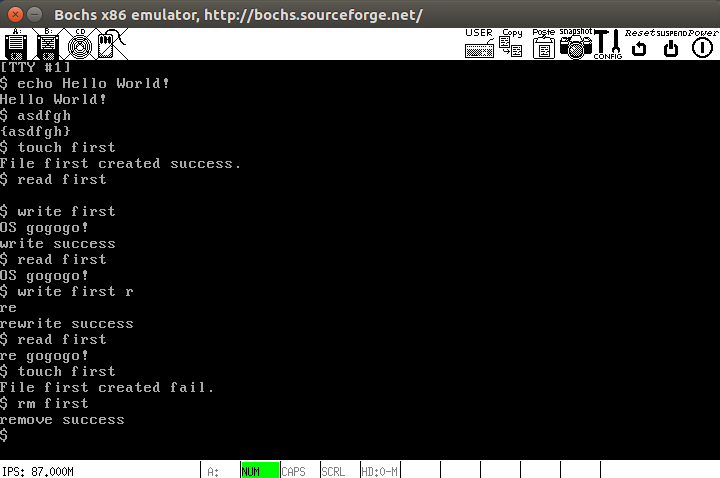 Bochs x86 emulator, http://bochs.sourceforge.net/
A: B: CD USER Copy Paste snapshot CONFIG Reset SUSPEND Power
[TTY #1]
$ echo Hello World!
Hello World!
$ asdfgh
{asdfgh}
$ touch first
File first created success.
$ read first
$ write first
OS gogogo!
write success
$ read first
OS gogogo!
$ write first r
re
rewrite success
$ read first
re gogogo!
$ touch first
File first created fail.
$ rm first
remove success
$
IPS: 87.000M A: NUM CAPS SCRL HD:0-M